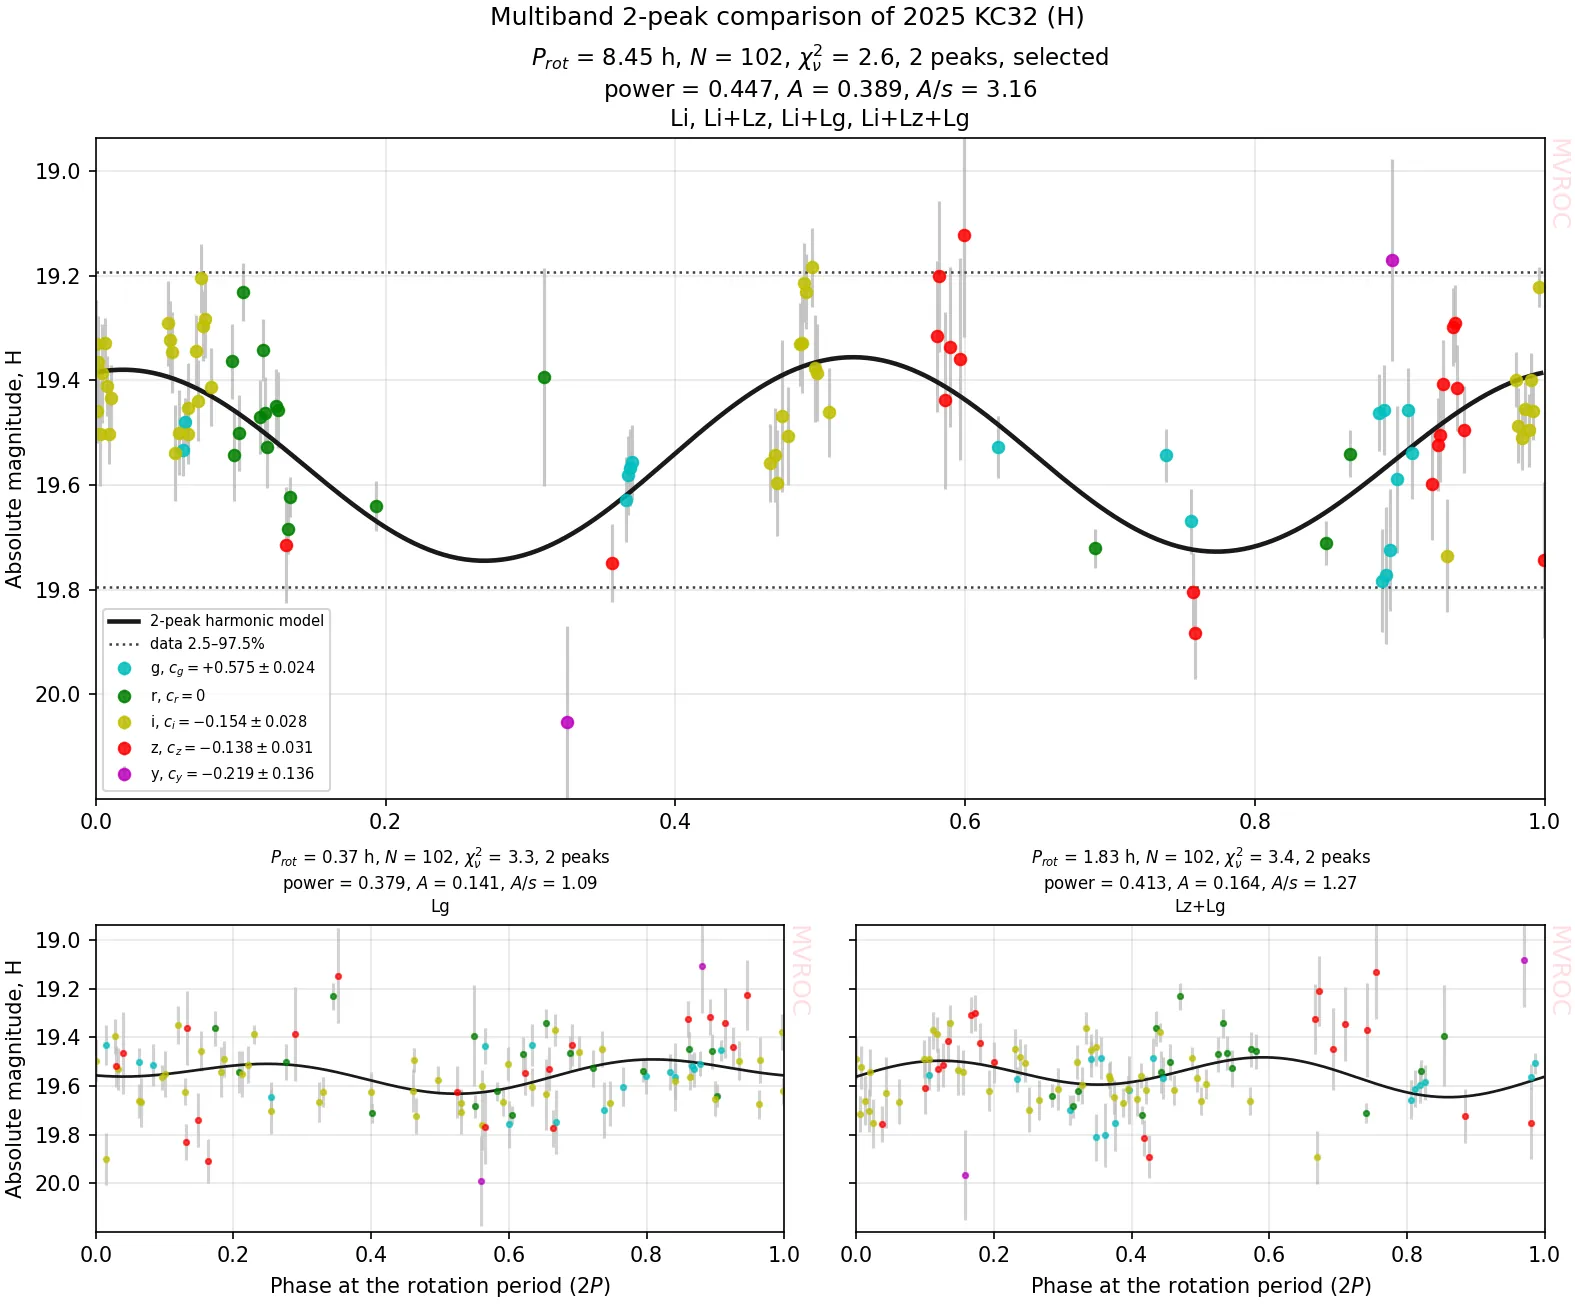 Multiband 2-peak comparison of 2025 KC32 (H)
P_rot = 8.45 h, N = 102, χ²_ν = 2.6, 2 peaks, selected
power = 0.447, A = 0.389, A/s = 3.16
Li, Li+Lz, Li+Lg, Li+Lz+Lg
MVROC
Absolute magnitude, H
19.0
19.2
19.4
19.6
19.8
20.0
2-peak harmonic model
data 2.5–97.5%
g, c_g = +0.575 ± 0.024
r, c_r = 0
i, c_i = −0.154 ± 0.028
z, c_z = −0.138 ± 0.031
y, c_y = −0.219 ± 0.136
0.0 0.2 0.4 0.6 0.8 1.0
P_rot = 0.37 h, N = 102, χ²_ν = 3.3, 2 peaks
power = 0.379, A = 0.141, A/s = 1.09
Lg
MVROC
Absolute magnitude, H
19.0
19.2
19.4
19.6
19.8
20.0
0.0 0.2 0.4 0.6 0.8 1.0
Phase at the rotation period (2P)
P_rot = 1.83 h, N = 102, χ²_ν = 3.4, 2 peaks
power = 0.413, A = 0.164, A/s = 1.27
Lz+Lg
MVROC
0.0 0.2 0.4 0.6 0.8 1.0
Phase at the rotation period (2P)